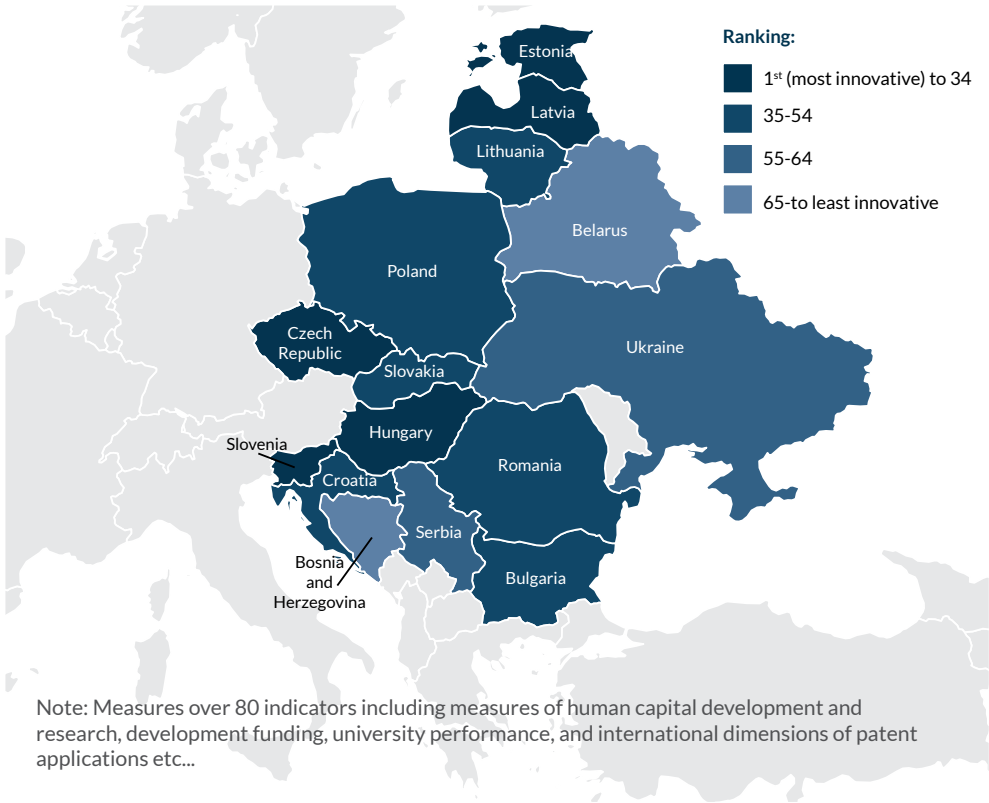 Ranking:
1st (most innovative) to 34
35-54
55-64
65-to least innovative
Estonia
Latvia
Lithuania
Belarus
Poland
Czech
Republic
Ukraine
Slovakia
Hungary
Slovenia
Romania
Croatia
Serbia
Bosnia
and
Herzegovina
Bulgaria
Note: Measures over 80 indicators including measures of human capital development and
research, development funding, university performance, and international dimensions of patent
applications etc...